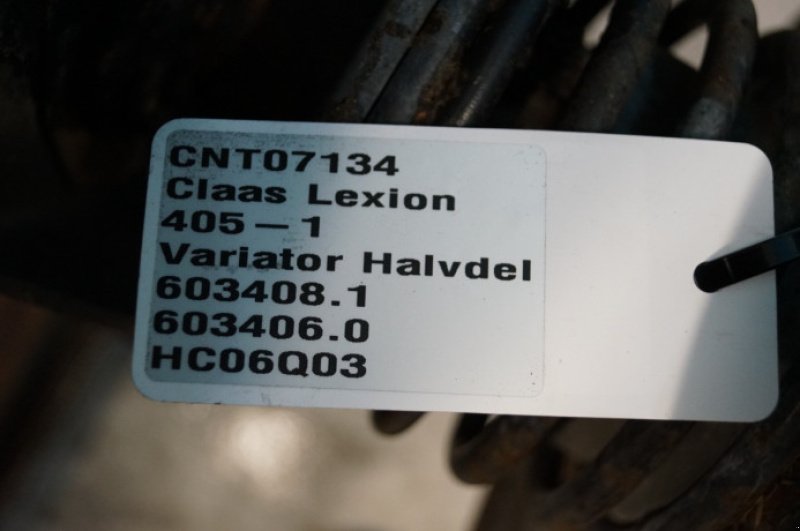 CNT07134
Claas Lexion
405-1
Variator Halvdel
603408.1
603406.0
HC06Q03